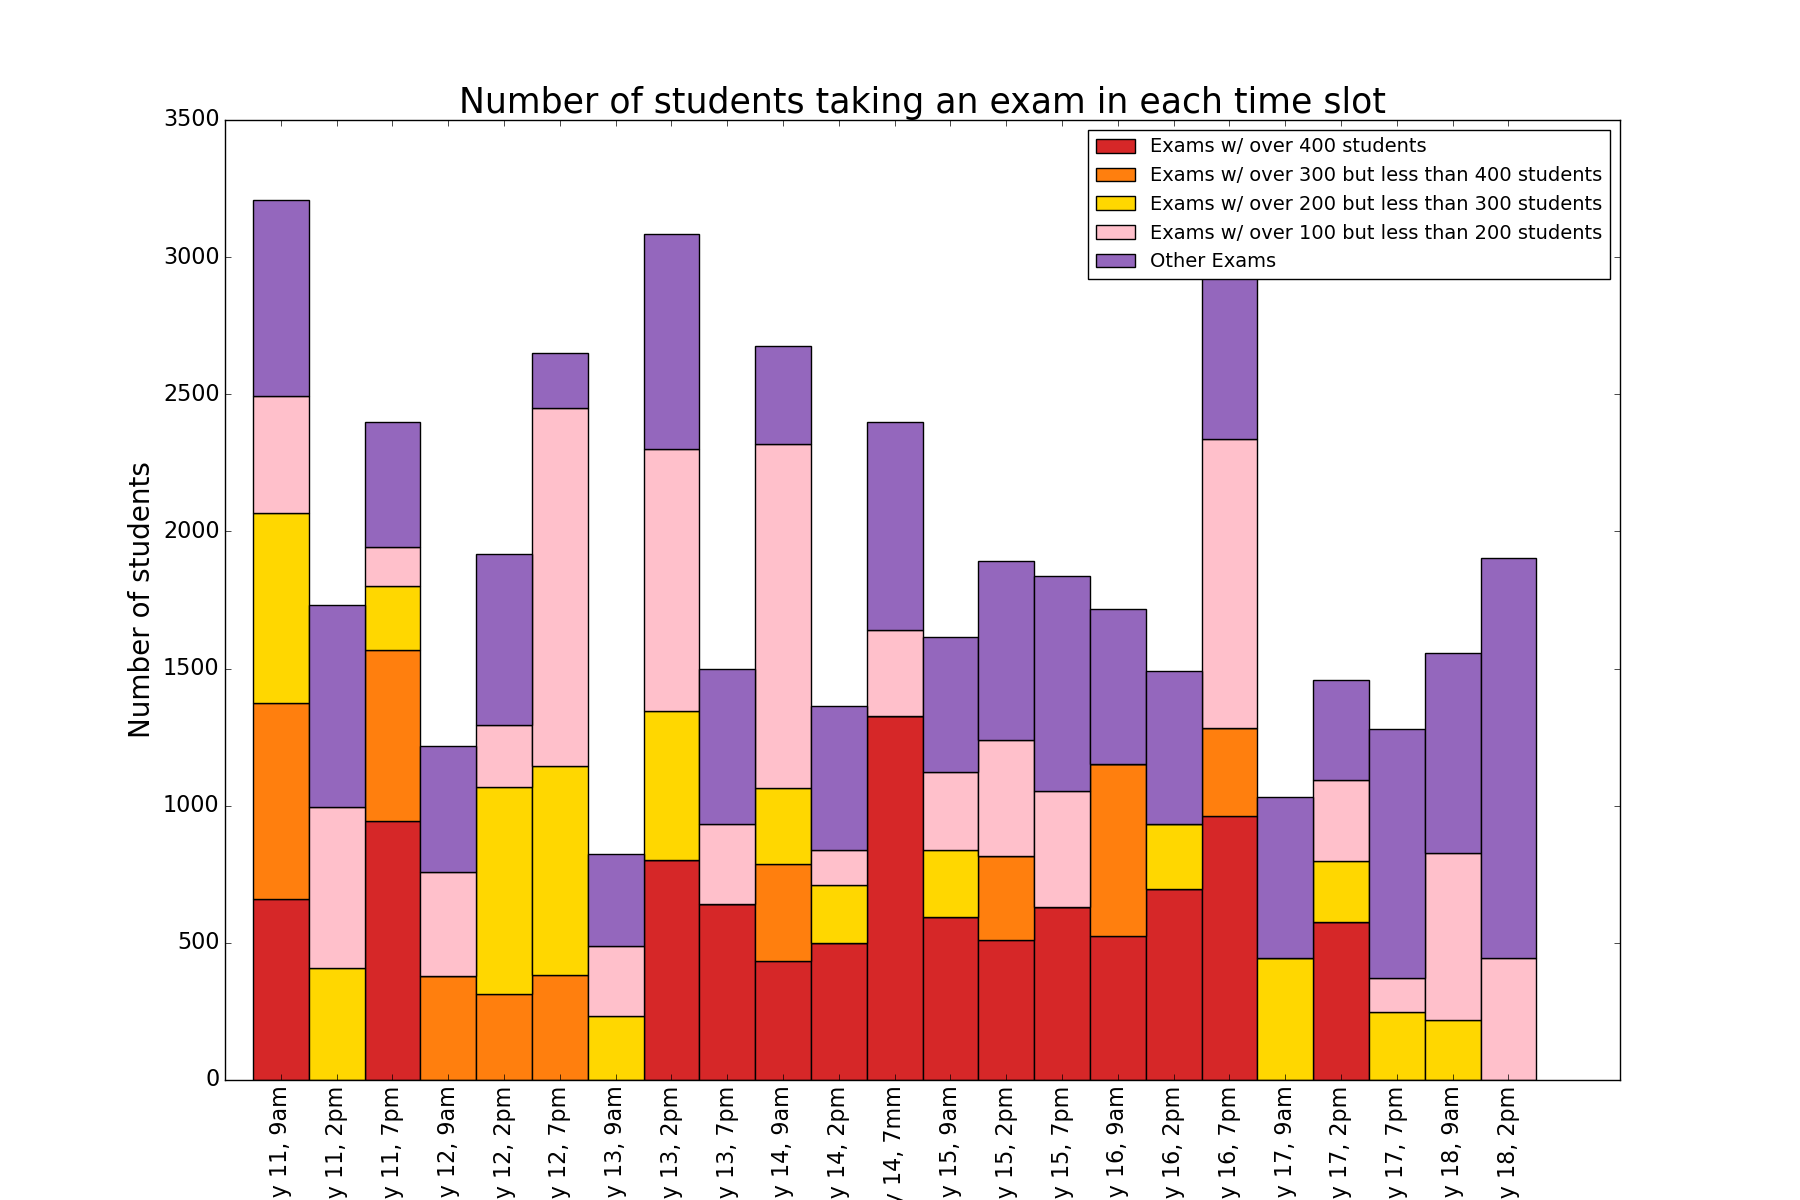 Number of students taking an exam in each time slot
Exams w/ over 400 students
Exams w/ over 300 but less than 400 students
Exams w/ over 200 but less than 300 students
Exams w/ over 100 but less than 200 students
Other Exams
Number of students
3500
3000
2500
2000
1500
1000
500
0
y 11, 9am
y 11, 2pm
y 11, 7pm
y 12, 9am
y 12, 2pm
y 12, 7pm
y 13, 9am
y 13, 2pm
y 13, 7pm
y 14, 9am
y 14, 2pm
y 14, 7mm
y 15, 9am
y 15, 2pm
y 15, 7pm
y 16, 9am
y 16, 2pm
y 16, 7pm
y 17, 9am
y 17, 2pm
y 17, 7pm
y 18, 9am
y 18, 2pm